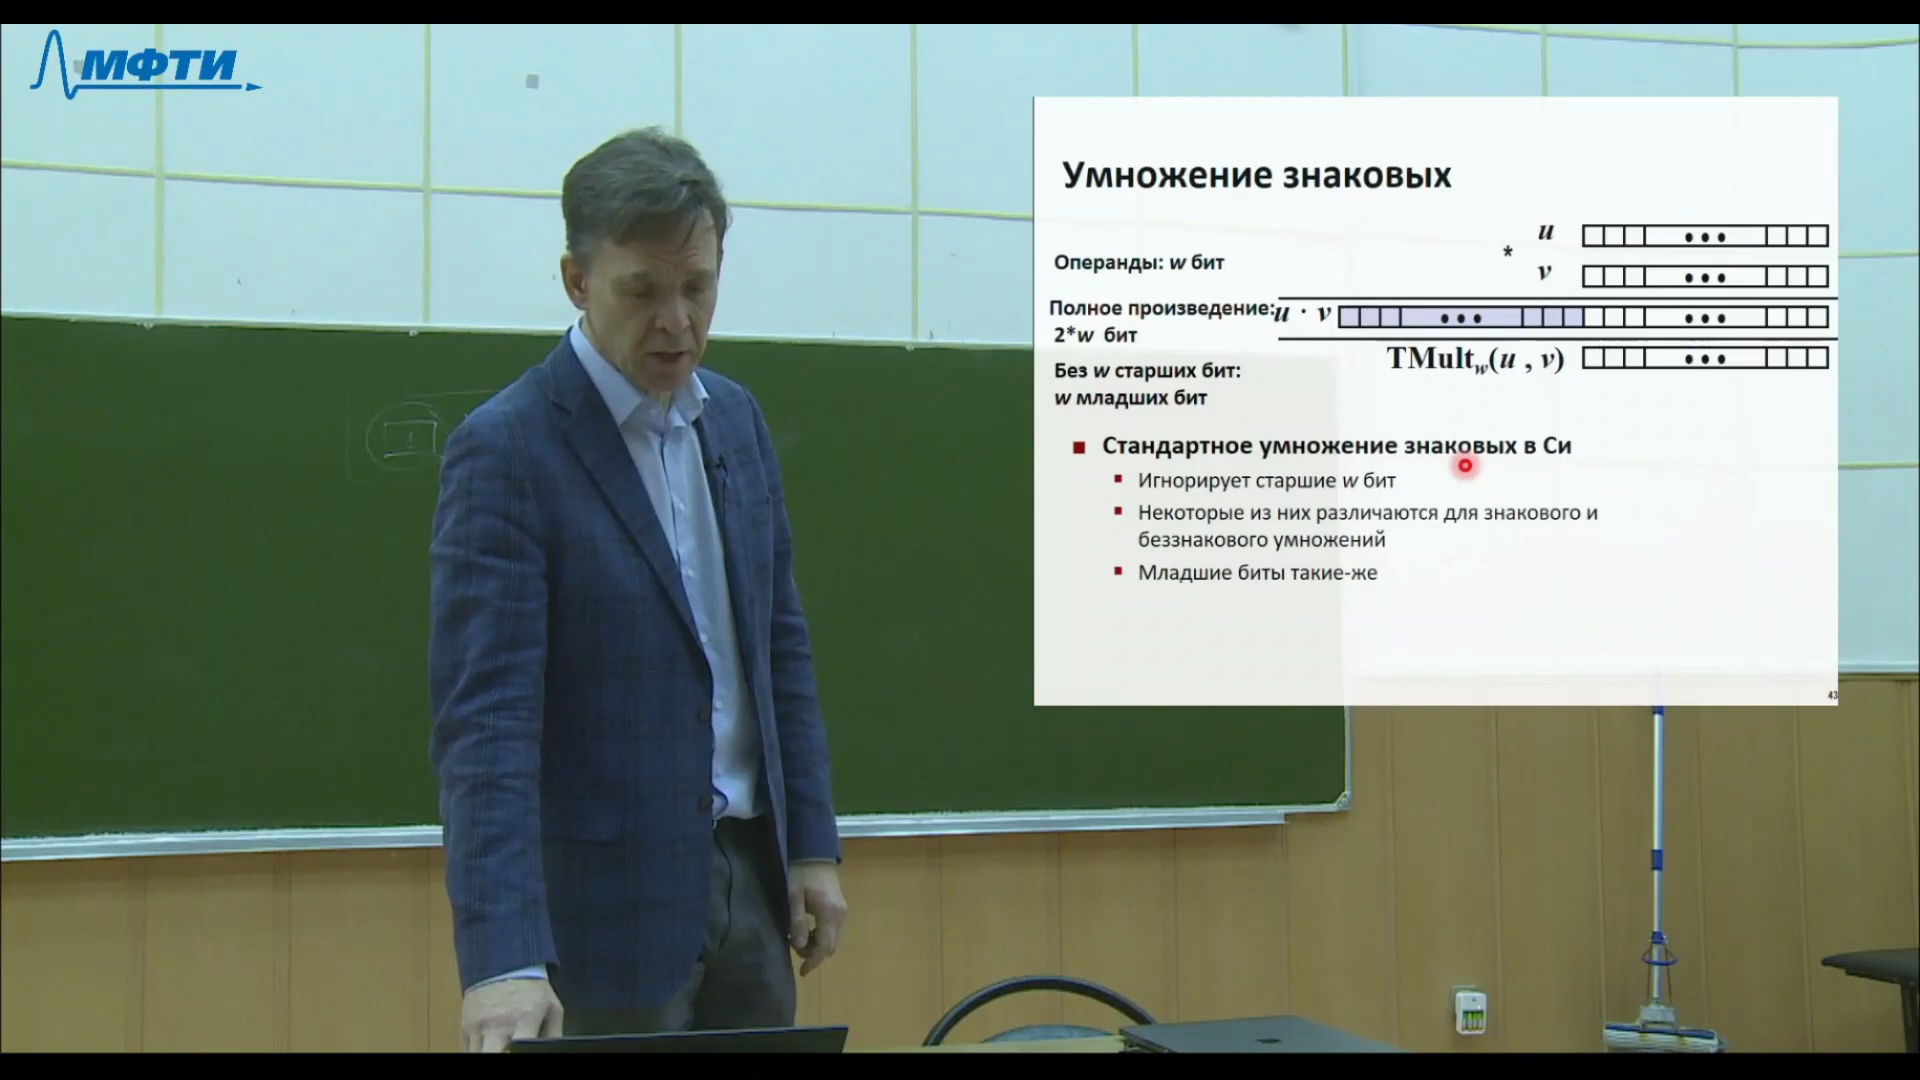 МФТИ
Умножение знаковых
u
*
v
Операнды: w бит
• • •
• • •
Полное произведение:
2*w бит
u · v
• • •
• • •
TMultw(u , v)
• • •
Без w старших бит:
w младших бит
Стандартное умножение знаковых в Си
Игнорирует старшие w бит
Некоторые из них различаются для знакового и
беззнакового умножений
Младшие биты такие-же
43